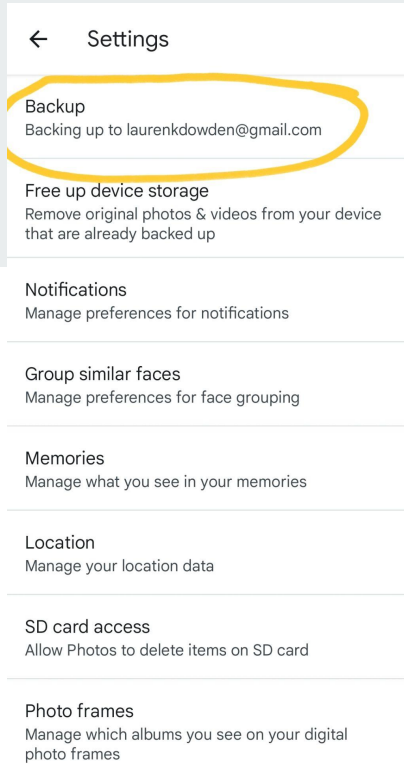 Settings
Backup
Backing up to laurenkdowden@gmail.com
Free up device storage
Remove original photos & videos from your device
that are already backed up
Notifications
Manage preferences for notifications
Group similar faces
Manage preferences for face grouping
Memories
Manage what you see in your memories
Location
Manage your location data
SD card access
Allow Photos to delete items on SD card
Photo frames
Manage which albums you see on your digital
photo frames